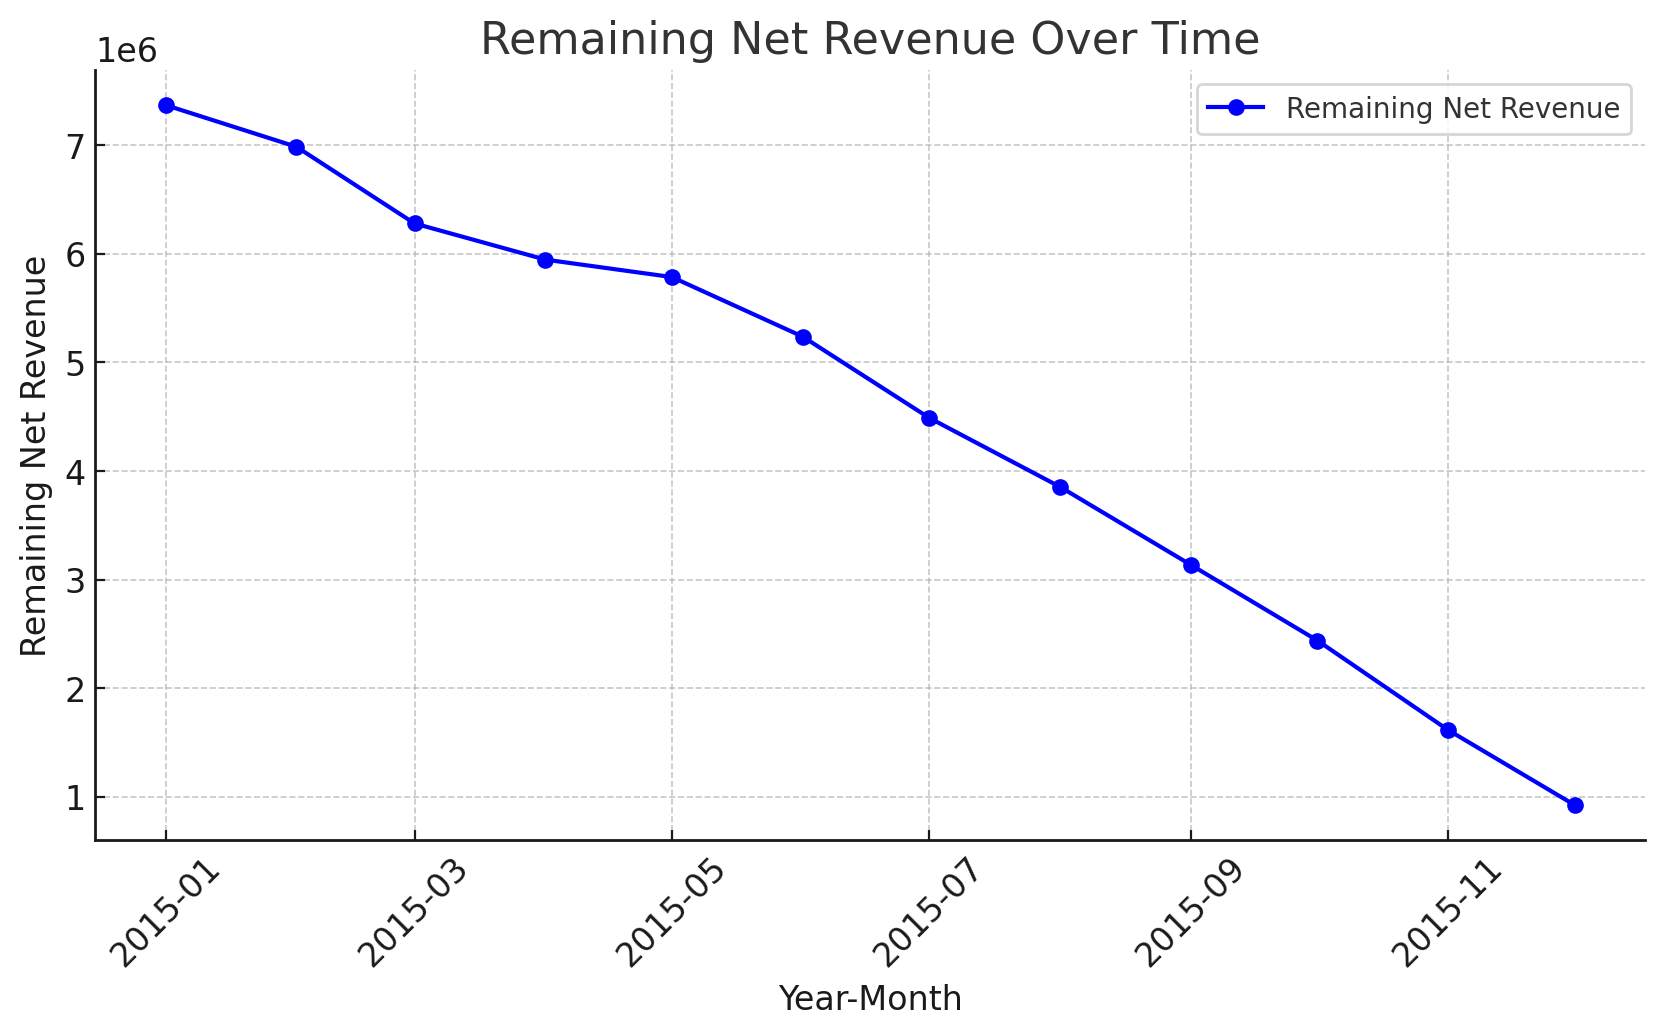 Remaining Net Revenue Over Time
1e6
Remaining Net Revenue
7
6
5
4
3
2
1
Remaining Net Revenue
2015-01
2015-03
2015-05
2015-07
2015-09
2015-11
Year-Month